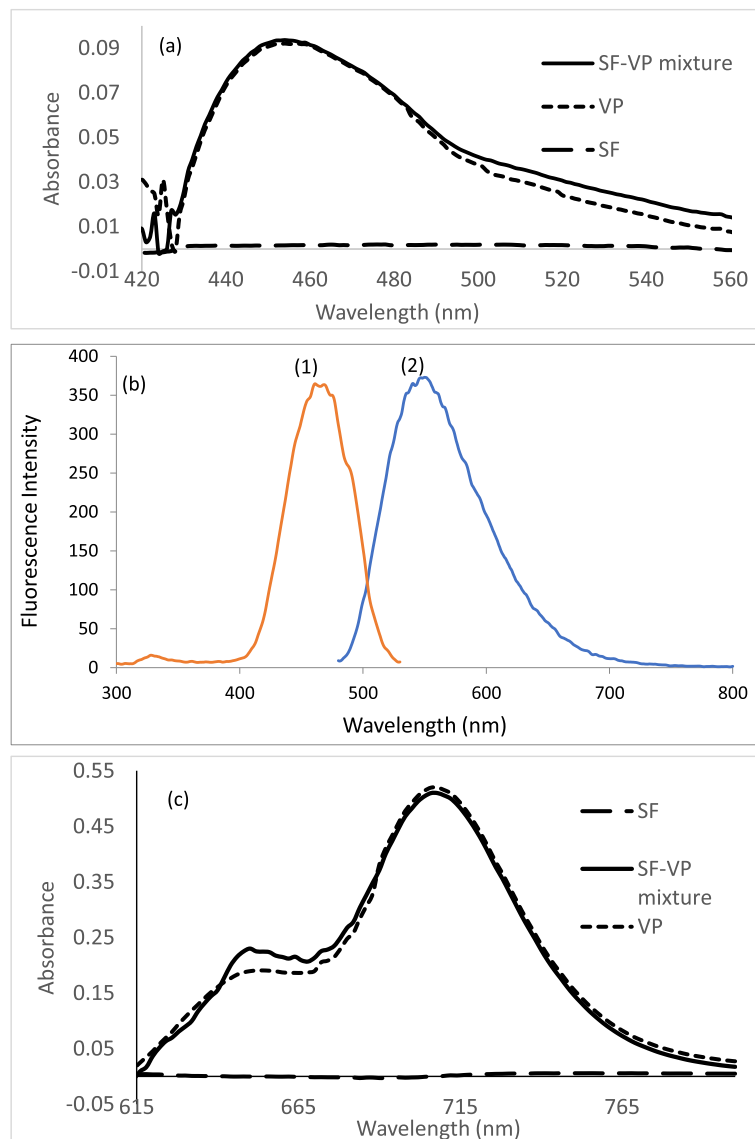 (a)
0.09
0.07
0.05
0.03
0.01
-0.01
Absorbance
SF-VP mixture
VP
SF
420 440 460 480 500 520 540 560
Wavelength (nm)
(b)
(1)
(2)
400
350
300
250
200
150
100
50
0
Fluorescence Intensity
300 400 500 600 700 800
Wavelength (nm)
(c)
0.55
0.45
0.35
0.25
0.15
0.05
-0.05
Absorbance
SF
SF-VP
mixture
VP
615 665 715 765
Wavelength (nm)